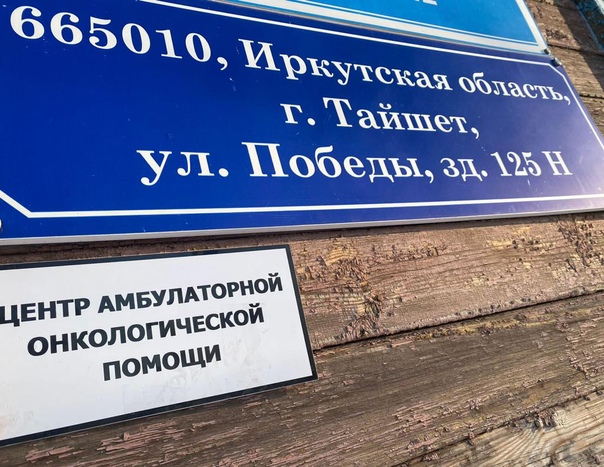 665010, Иркутская область,
г. Тайшет,
ул. Победы, зд. 125 Н
ЦЕНТР АМБУЛАТОРНОЙ
ОНКОЛОГИЧЕСКОЙ
ПОМОЩИ